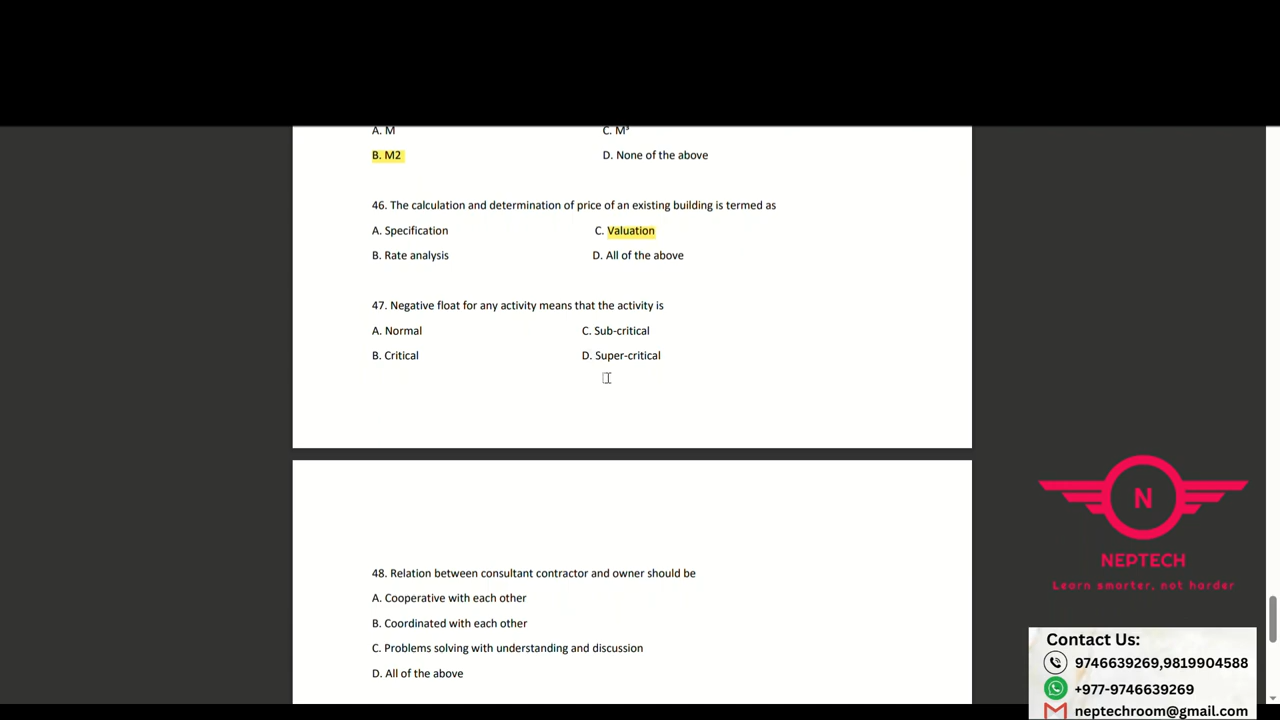 A. M C. M³
B. M2 D. None of the above
46. The calculation and determination of price of an existing building is termed as
A. Specification C. Valuation
B. Rate analysis D. All of the above
47. Negative float for any activity means that the activity is
A. Normal C. Sub-critical
B. Critical D. Super-critical
48. Relation between consultant contractor and owner should be
A. Cooperative with each other
B. Coordinated with each other
C. Problems solving with understanding and discussion
D. All of the above
N
NEPTECH
Learn smarter, not harder
Contact Us:
9746639269,9819904588
+977-9746639269
neptechroom@gmail.com